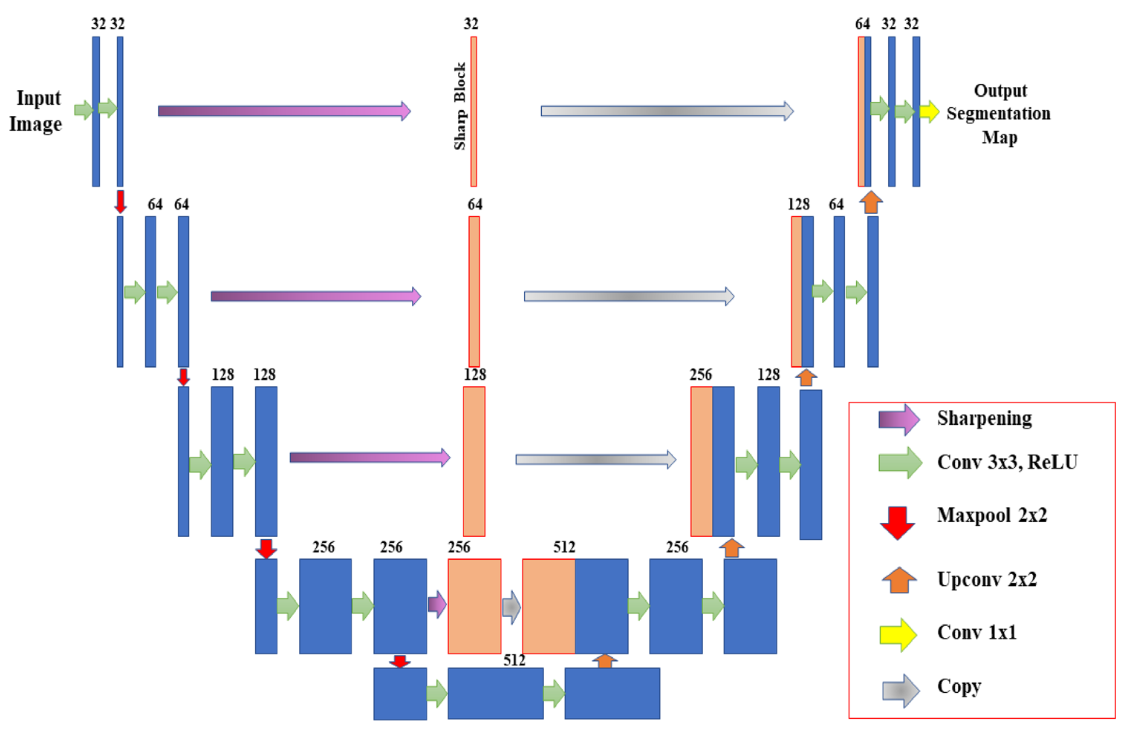 32 32
32
64 32 32
Input
Image
Sharp Block
Output
Segmentation
Map
64 64
64
128 64
128 128
128
256 128
Sharpening
Conv 3x3, ReLU
Maxpool 2x2
Upconv 2x2
Conv 1x1
Copy
256 256 256 512 256
512